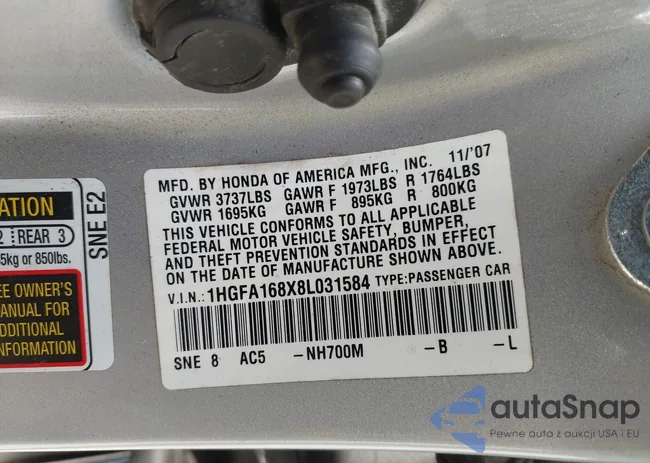 MFD. BY HONDA OF AMERICA MFG., INC. 11/'07
GVWR 3737LBS GAWR F 1973LBS R 1764LBS
GVWR 1695KG GAWR F 895KG R 800KG
THIS VEHICLE CONFORMS TO ALL APPLICABLE
FEDERAL MOTOR VEHICLE SAFETY, BUMPER,
AND THEFT PREVENTION STANDARDS IN EFFECT
ON THE DATE OF MANUFACTURE SHOWN ABOVE.
V.I.N.: 1HGFA168X8L031584 TYPE:PASSENGER CAR
SNE 8 AC5 -NH700M -B -L
ATION
2 REAR 3
5kg or 850lbs.
SNE E2
EE OWNER'S
MANUAL FOR
ADDITIONAL
INFORMATION
autaSnap
Pewne auta z aukcji USA i EU